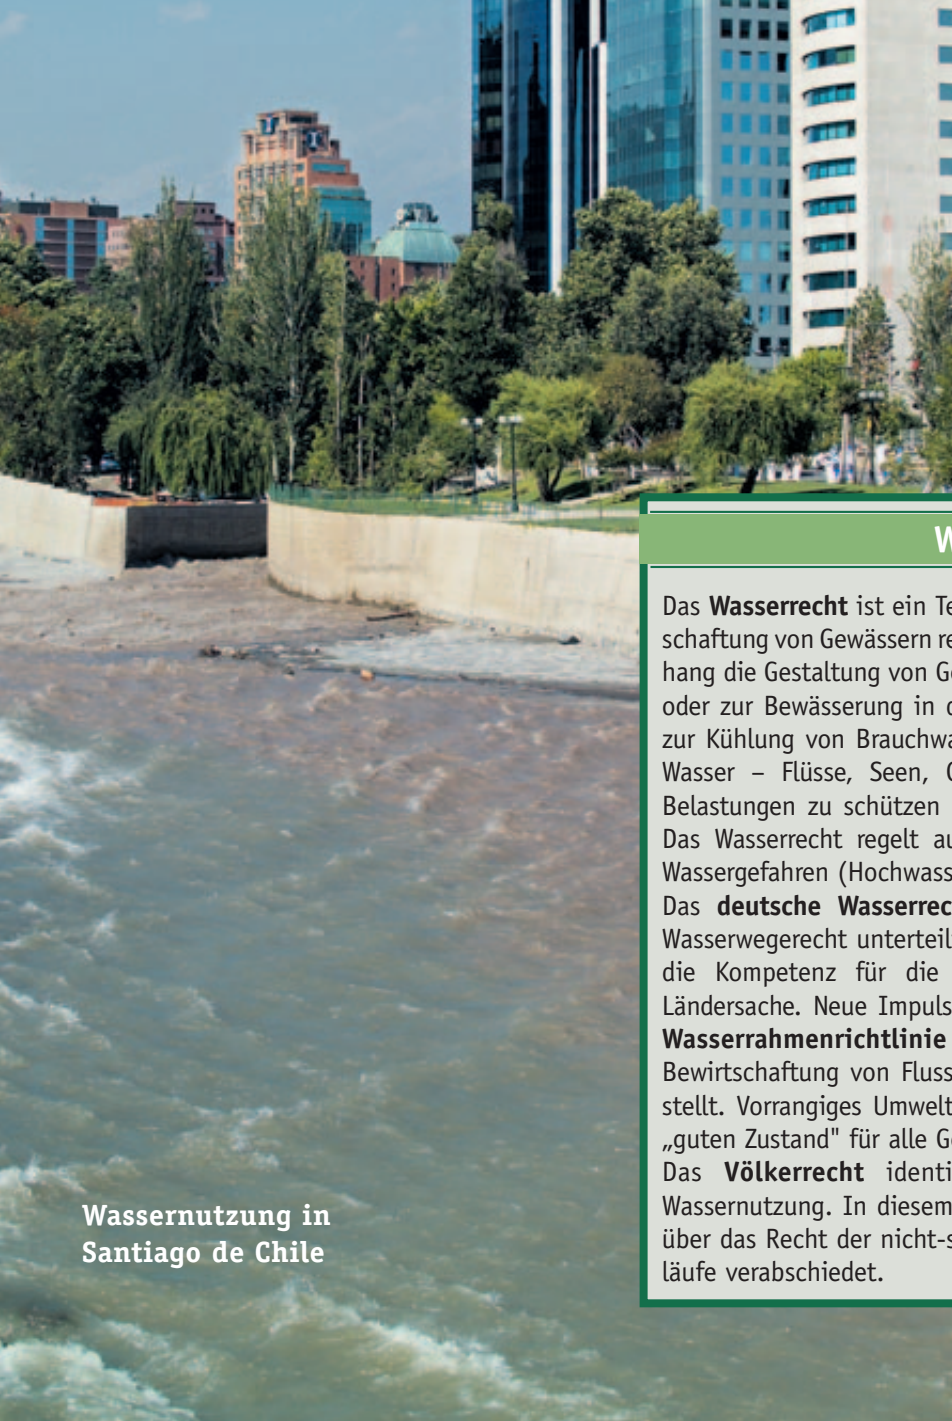 W
Das Wasserrecht ist ein Te
schaftung von Gewässern re
hang die Gestaltung von Ge
oder zur Bewässerung in d
zur Kühlung von Brauchwa
Wasser – Flüsse, Seen, G
Belastungen zu schützen
Das Wasserrecht regelt au
Wassergefahren (Hochwass
Das deutsche Wasserrec
Wasserwegerecht unterteil
die Kompetenz für die
Ländersache. Neue Impuls
Wasserrahmenrichtlinie
Bewirtschaftung von Fluss
stellt. Vorrangiges Umwelt
„guten Zustand" für alle Ge
Das Völkerrecht identi
Wassernutzung. In diesem
über das Recht der nicht-s
läufe verabschiedet.
Wassernutzung in
Santiago de Chile